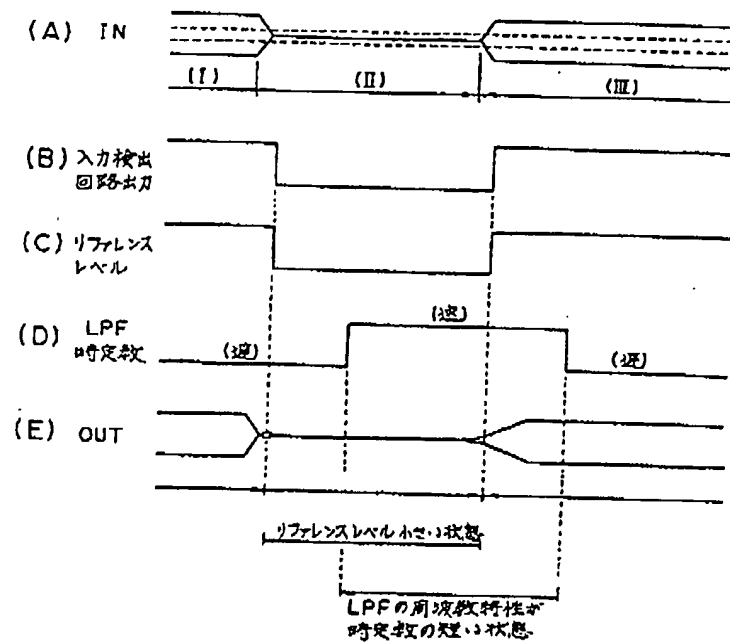 (A) IN
(I) (II) (III)
(B) 入力検出
回路出力
(C) リファレンス
レベル
(D) LPF
時定数
(遅) (速) (遅)
(E) OUT
リファレンスレベル小さい状態
LPFの周波数特性が
時定数の短い状態